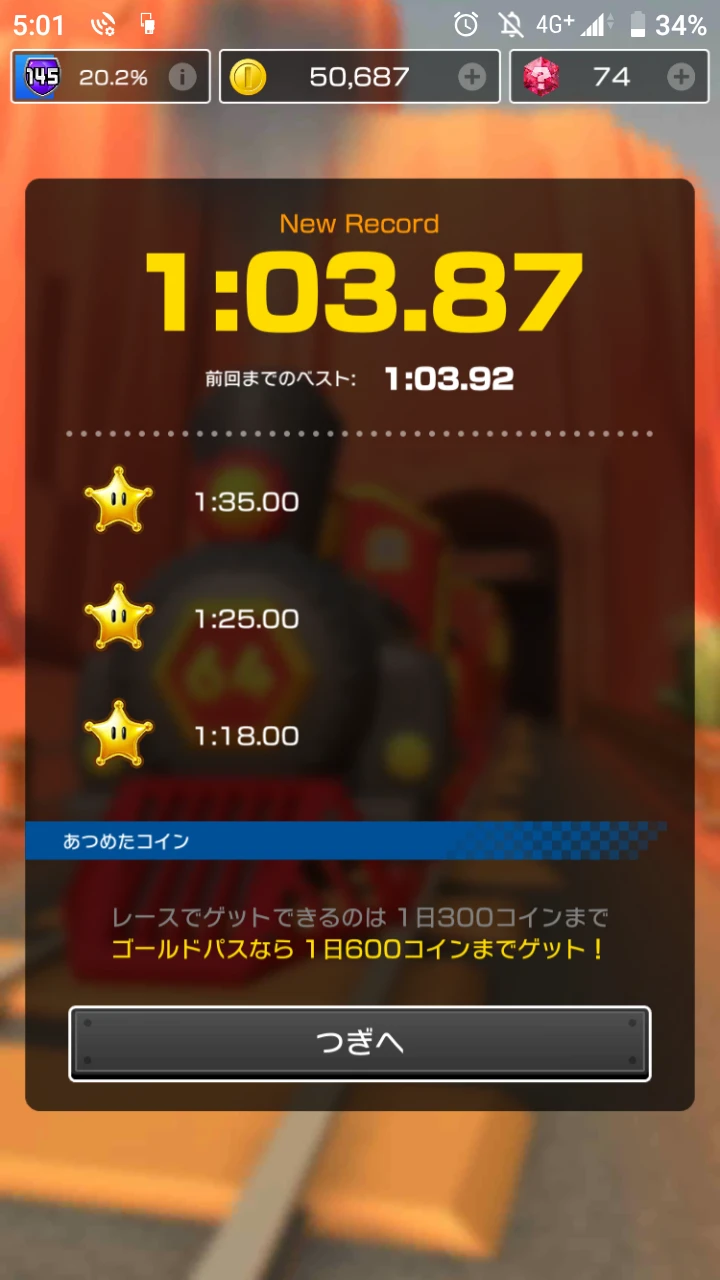 5:01 4G+ 34%
145 20.2% i 50,687 + ? 74 +
New Record
1:03.87
前回までのベスト: 1:03.92
1:35.00
1:25.00
1:18.00
64
あつめたコイン
レースでゲットできるのは 1日300コインまで
ゴールドパスなら 1日600コインまでゲット！
つぎへ